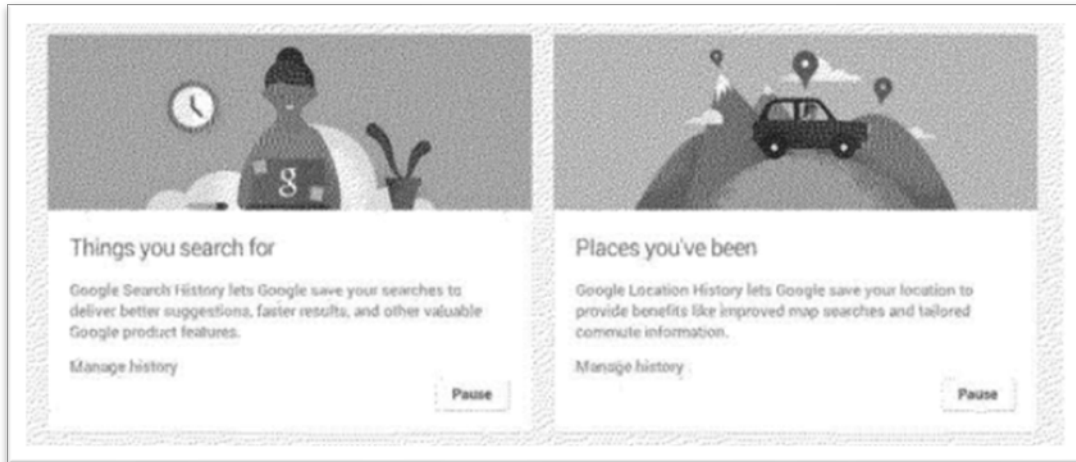 g
Things you search for
Google Search History lets Google save your searches to
deliver better suggestions, faster results, and other valuable
Google product features.
Manage history
Pause
Places you've been
Google Location History lets Google save your location to
provide benefits like improved map searches and tailored
commute information.
Manage history
Pause